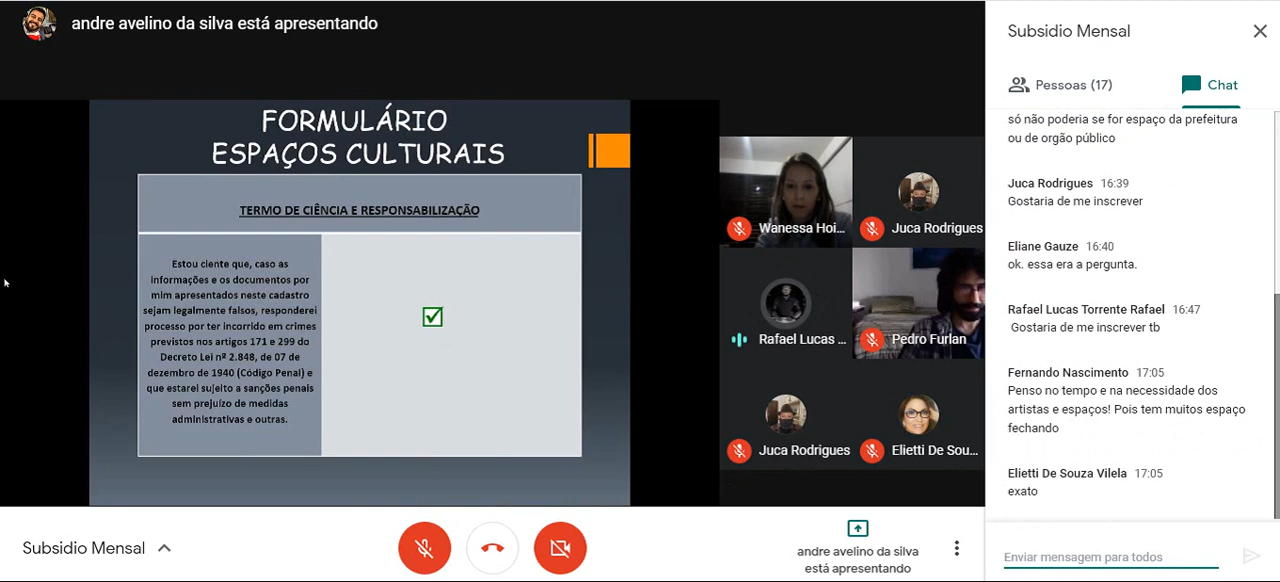 andre avelino da silva está apresentando
FORMULÁRIO
ESPAÇOS CULTURAIS
TERMO DE CIÊNCIA E RESPONSABILIZAÇÃO
Estou ciente que, caso as
informações e os documentos por
mim apresentados neste cadastro
sejam legalmente falsos, responderei
processo por ter incorrido em crimes
previstos nos artigos 171 e 299 do
Decreto Lei nº 2.848, de 07 de
dezembro de 1940 (Código Penal) e
que estarei sujeito a sanções penais
sem prejuízo de medidas
administrativas e outras.
Wanessa Hoi...
Juca Rodrigues
Rafael Lucas ...
Pedro Furlan
Juca Rodrigues
Elietti De Sou...
Subsidio Mensal
andre avelino da silva
está apresentando
Subsidio Mensal
Pessoas (17)
Chat
só não poderia se for espaço da prefeitura
ou de orgão público
Juca Rodrigues 16:39
Gostaria de me inscrever
Eliane Gauze 16:40
ok. essa era a pergunta.
Rafael Lucas Torrente Rafael 16:47
Gostaria de me inscrever tb
Fernando Nascimento 17:05
Penso no tempo e na necessidade dos
artistas e espaços! Pois tem muitos espaço
fechando
Elietti De Souza Vilela 17:05
exato
Enviar mensagem para todos